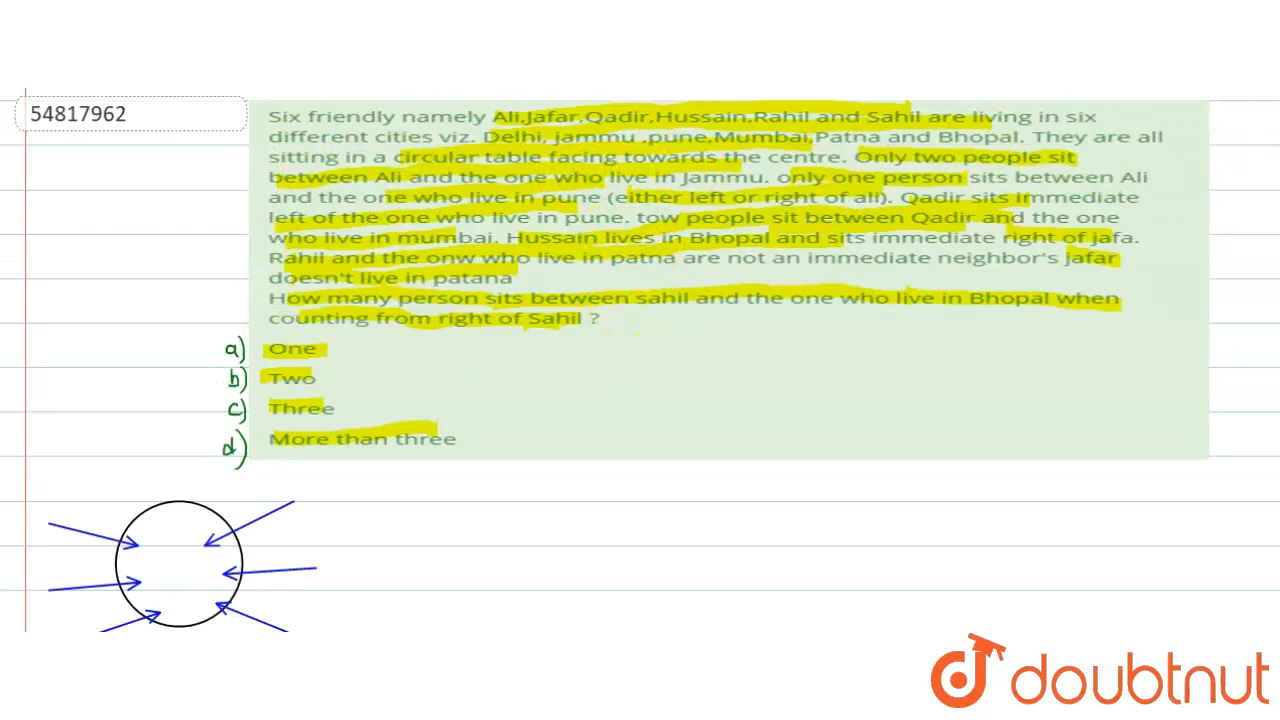 54817962
Six friendly namely Ali,Jafar,Qadir,Hussain,Rahil and Sahil are living in six
different cities viz. Delhi, jammu ,pune,Mumbai,Patna and Bhopal. They are all
sitting in a circular table facing towards the centre. Only two people sit
between Ali and the one who live in Jammu. only one person sits between Ali
and the one who live in pune (either left or right of ali). Qadir sits immediate
left of the one who live in pune. tow people sit between Qadir and the one
who live in mumbai. Hussain lives in Bhopal and sits immediate right of jafa.
Rahil and the onw who live in patna are not an immediate neighbor's jafar
doesn't live in patana
How many person sits between sahil and the one who live in Bhopal when
counting from right of Sahil ?
a) One
b) Two
c) Three
d) More than three
doubtnut